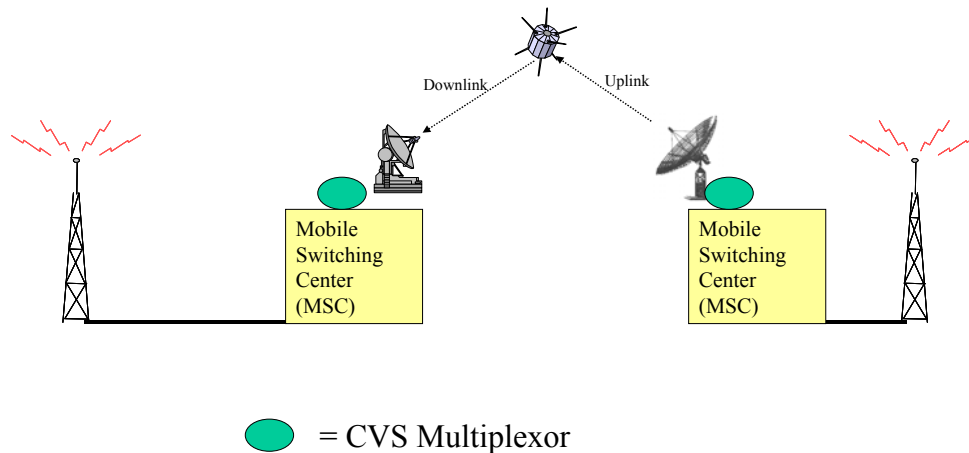 Downlink
Uplink
Mobile
Switching
Center
(MSC)
Mobile
Switching
Center
(MSC)
= CVS Multiplexor